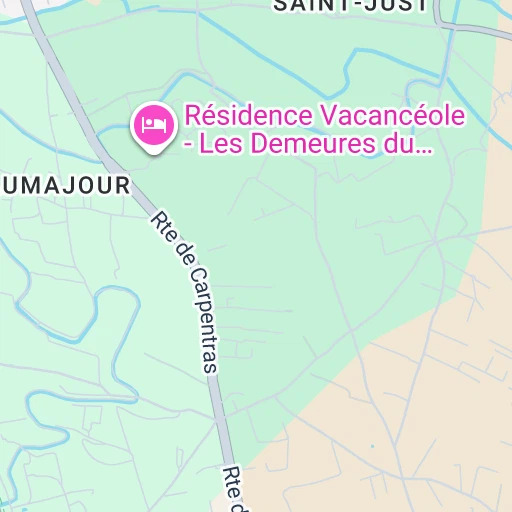 SAINT-JUST
Résidence Vacancéole
- Les Demeures du...
UMAJOUR
Rte de Carpentras
Rte d